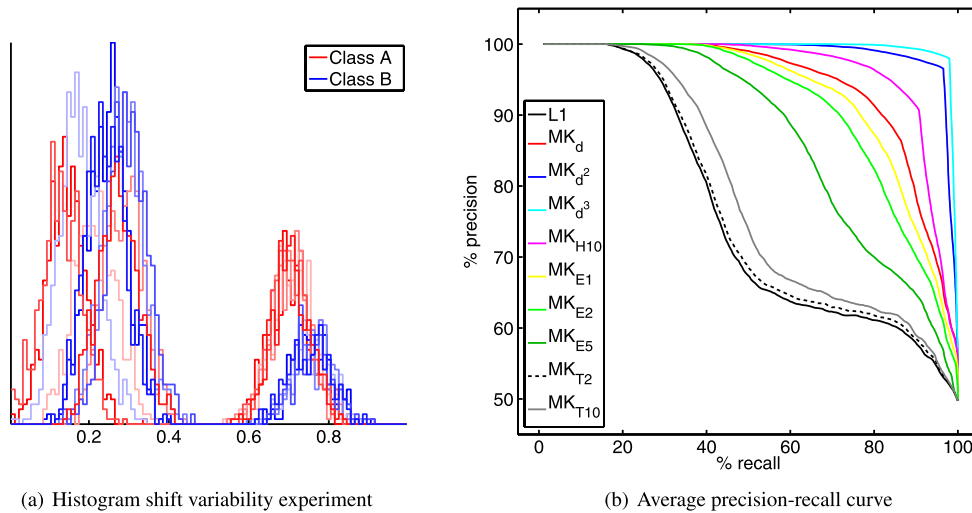 Class A
Class B
0.2 0.4 0.6 0.8
(a) Histogram shift variability experiment
100
90
80
70
60
50
% precision
L1
MK_d
MK_d²
MK_d³
MK_H10
MK_E1
MK_E2
MK_E5
MK_T2
MK_T10
0 20 40 60 80 100
% recall
(b) Average precision-recall curve